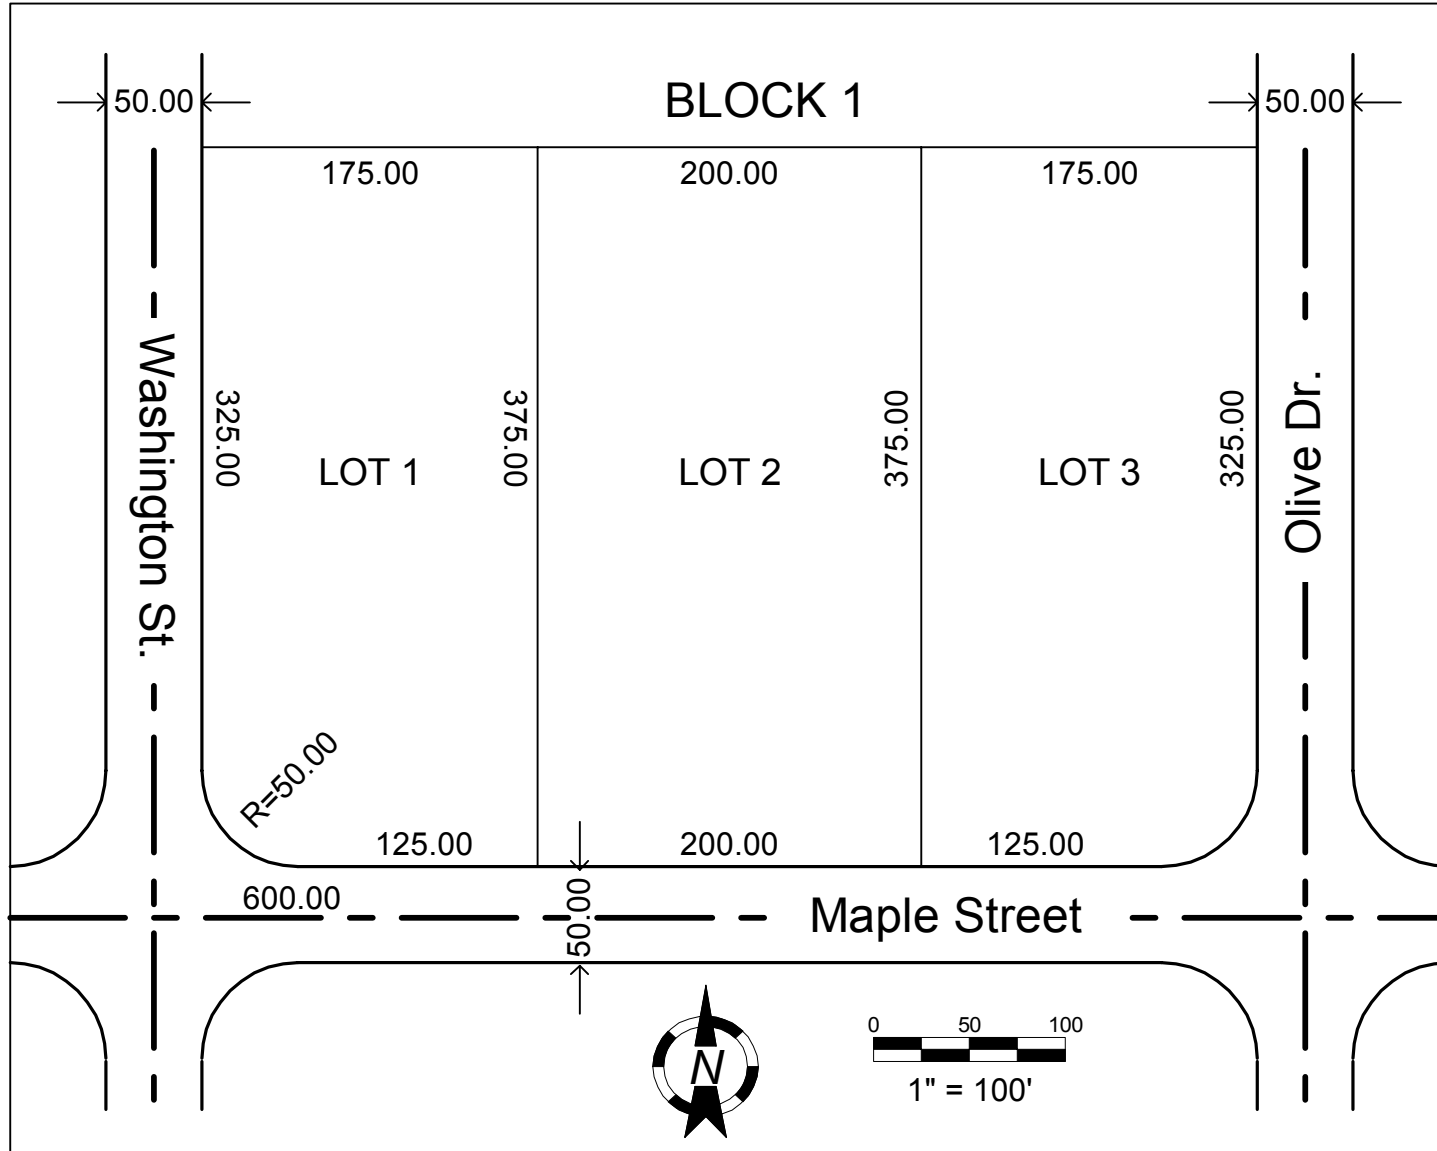 BLOCK 1
50.00
50.00
175.00
200.00
175.00
Washington St.
325.00
LOT 1
375.00
LOT 2
375.00
LOT 3
325.00
Olive Dr.
R=50.00
125.00
200.00
125.00
600.00
50.00
Maple Street
N
0 50 100
1" = 100'